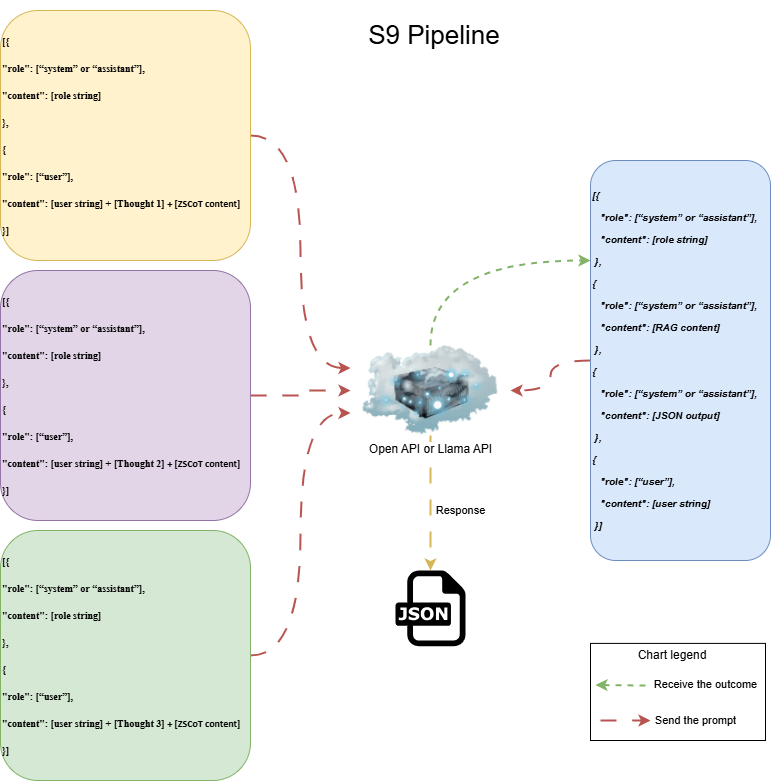 S9 Pipeline
[{
"role": [“system” or “assistant”],
"content": [role string]
},
{
"role": [“user”],
"content": [user string] + [Thought 1] + [ZSCoT content]
}]
[{
"role": [“system” or “assistant”],
"content": [role string]
},
{
"role": [“user”],
"content": [user string] + [Thought 2] + [ZSCoT content]
}]
[{
"role": [“system” or “assistant”],
"content": [role string]
},
{
"role": [“user”],
"content": [user string] + [Thought 3] + [ZSCoT content]
}]
Open API or Llama API
Response
JSON
[{
"role": [“system” or “assistant”],
"content": [role string]
},
{
"role": [“system” or “assistant”],
"content": [RAG content]
},
{
"role": [“system” or “assistant”],
"content": [JSON output]
},
{
"role": [“user”],
"content": [user string]
}]
Chart legend
Receive the outcome
Send the prompt